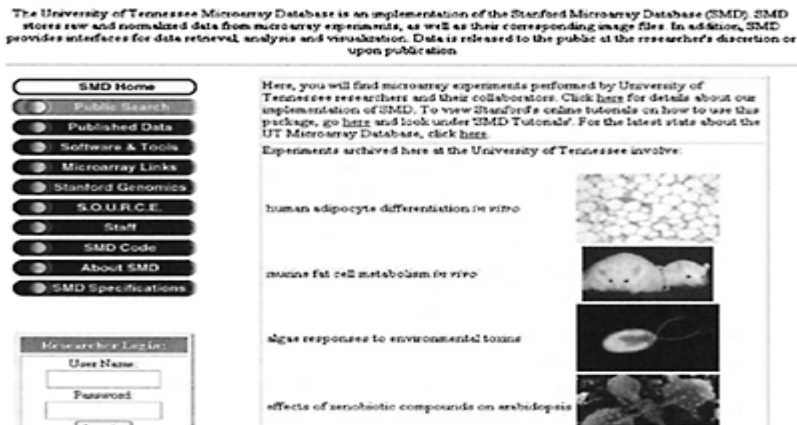 The University of Tennessee Microarray Database is an implementation of the Stanford Microarray Database (SMD). SMD
stores raw and normalized data from microarray experiments, as well as their corresponding image files. In addition, SMD
provides interfaces for data retrieval, analysis and visualization. Data is released to the public at the researcher's discretion or
upon publication.
SMD Home
Public Search
Published Data
Software & Tools
Microarray Links
Stanford Genomics
S.O.U.R.C.E.
Staff
SMD Code
About SMD
SMD Specifications
Researcher Login:
User Name:
Password:
Here, you will find microarray experiments performed by University of
Tennessee researchers and their collaborators. Click here for details about our
implementation of SMD. To view Stanford's online tutorials on how to use this
package, go here and look under 'SMD Tutorials'. For the latest stats about the
UT Microarray Database, click here.
Experiments archived here at the University of Tennessee involve:
human adipocyte differentiation in vitro
murine fat cell metabolism in vivo
algae responses to environmental toxins
effects of xenobiotic compounds on arabidopsis